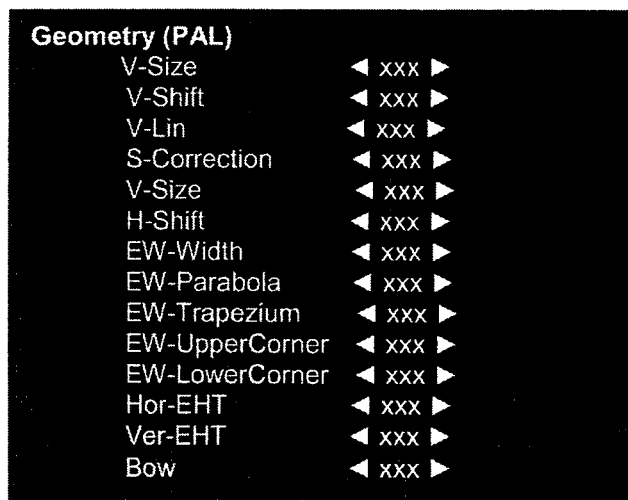 Geometry (PAL)
V-Size ◀ xxx ▶
V-Shift ◀ xxx ▶
V-Lin ◀ xxx ▶
S-Correction ◀ xxx ▶
V-Size ◀ xxx ▶
H-Shift ◀ xxx ▶
EW-Width ◀ xxx ▶
EW-Parabola ◀ xxx ▶
EW-Trapezium ◀ xxx ▶
EW-UpperCorner ◀ xxx ▶
EW-LowerCorner ◀ xxx ▶
Hor-EHT ◀ xxx ▶
Ver-EHT ◀ xxx ▶
Bow ◀ xxx ▶